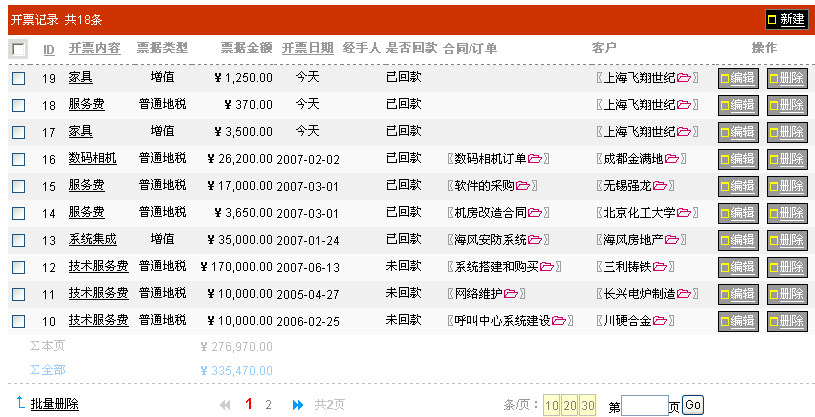 开票记录 共18条 新建
ID 开票内容 票据类型 票据金额 开票日期 经手人 是否回款 合同/订单 客户 操作
19 家具 增值 ¥ 1,250.00 今天 已回款 〖上海飞翔世纪〗 编辑 删除
18 服务费 普通地税 ¥ 370.00 今天 已回款 〖上海飞翔世纪〗 编辑 删除
17 家具 增值 ¥ 3,500.00 今天 已回款 〖上海飞翔世纪〗 编辑 删除
16 数码相机 普通地税 ¥ 26,200.00 2007-02-02 已回款 〖数码相机订单〗 〖成都金满地〗 编辑 删除
15 服务费 普通地税 ¥ 17,000.00 2007-03-01 已回款 〖软件的采购〗 〖无锡强龙〗 编辑 删除
14 服务费 普通地税 ¥ 3,650.00 2007-03-01 已回款 〖机房改造合同〗 〖北京化工大学〗 编辑 删除
13 系统集成 增值 ¥ 35,000.00 2007-01-24 已回款 〖海风安防系统〗 〖海风房地产〗 编辑 删除
12 技术服务费 普通地税 ¥ 170,000.00 2007-06-13 未回款 〖系统搭建和购买〗 〖三利铸铁〗 编辑 删除
11 技术服务费 普通地税 ¥ 10,000.00 2005-04-27 未回款 〖网络维护〗 〖长兴电炉制造〗 编辑 删除
10 技术服务费 普通地税 ¥ 10,000.00 2006-02-25 未回款 〖呼叫中心系统建设〗 〖川硬合金〗 编辑 删除
Σ本页 ¥ 276,970.00
Σ全部 ¥ 335,470.00
批量删除 1 2 共2页 条/页： 10 20 30 第 页 Go